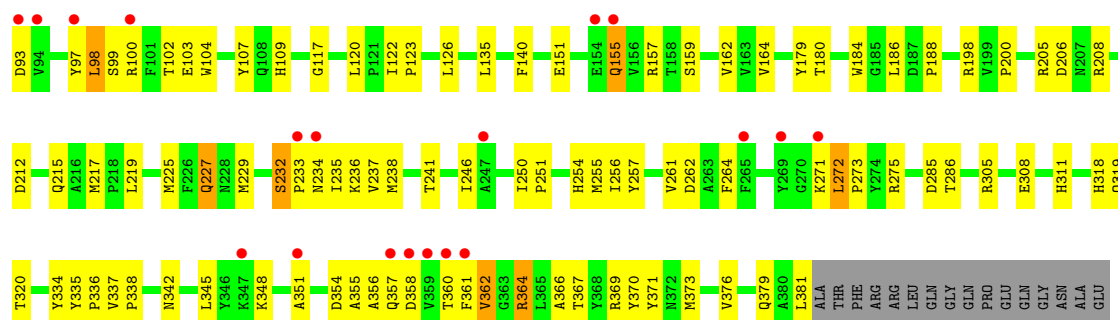 D93 V94 Y97 L98 S99 R100 F101 T102 E103 W104 Y107 Q108 H109 G117 L120 P121 I122 P123 L126 L135 F140 E151 E154 Q155 V156 R157 T158 S159 V162 V163 V164 Y179 T180 W184 G185 L186 D187 P188 R198 V199 P200 R205 D206 N207 R208
D212 Q215 A216 M217 P218 L219 M225 F226 Q227 N228 M229 S232 P233 N234 I235 K236 V237 M238 T241 I246 A247 I250 P251 H254 M255 I256 Y257 V261 D262 A263 F264 F265 Y269 G270 K271 L272 P273 Y274 R275 D285 T286 R305 E308 H311 H318
T320 Y334 Y335 P336 V337 P338 N342 L345 Y346 K347 K348 A351 D354 A355 A356 Q357 D358 V359 T360 F361 V362 G363 R364 L365 A366 T367 Y368 R369 Y370 Y371 N372 M373 V376 Q379 A380 L381 ALA THR PHE ARG ARG LEU GLN GLY GLN PRO GLU GLN GLY ASN ALA GLU